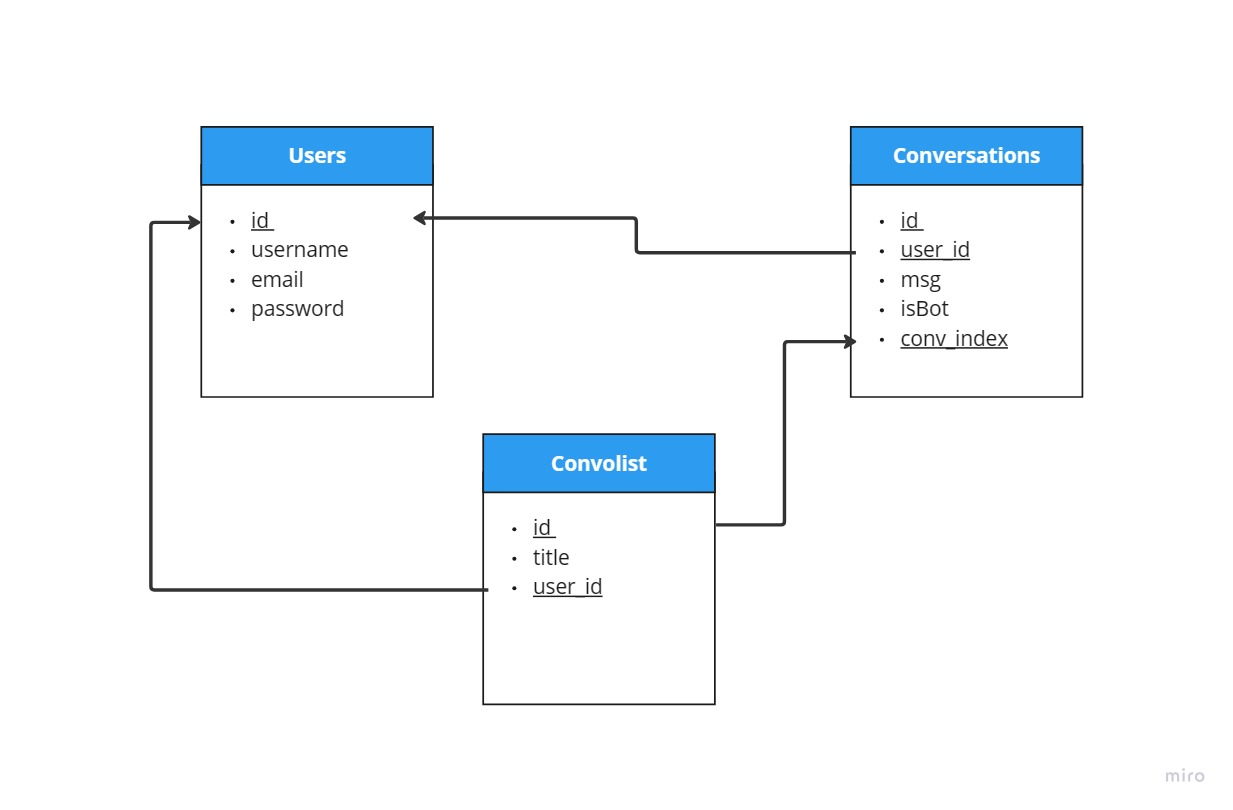 Users
id
username
email
password
Conversations
id
user_id
msg
isBot
conv_index
Convolist
id
title
user_id
miro